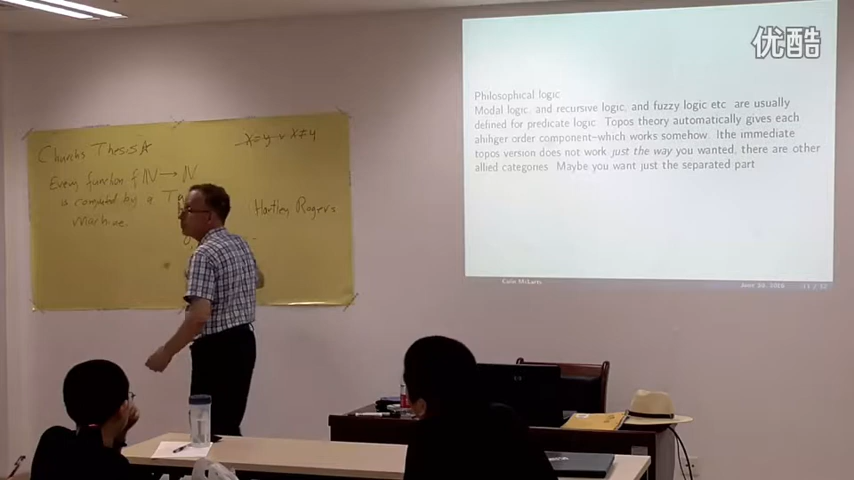 优酷
Philosophical logic
Modal logic, and recursive logic, and fuzzy logic etc are usually
defined for predicate logic. Topos theory automatically gives each
ahihger order component–which works somehow. Ithe immediate
topos version does not work just the way you wanted, there are other
allied categories. Maybe you want just the separated part
Colin McLarty
11 / 12
Church's Thesis
Every function f N → N
is computed by a
machine.
Hartley Rogers